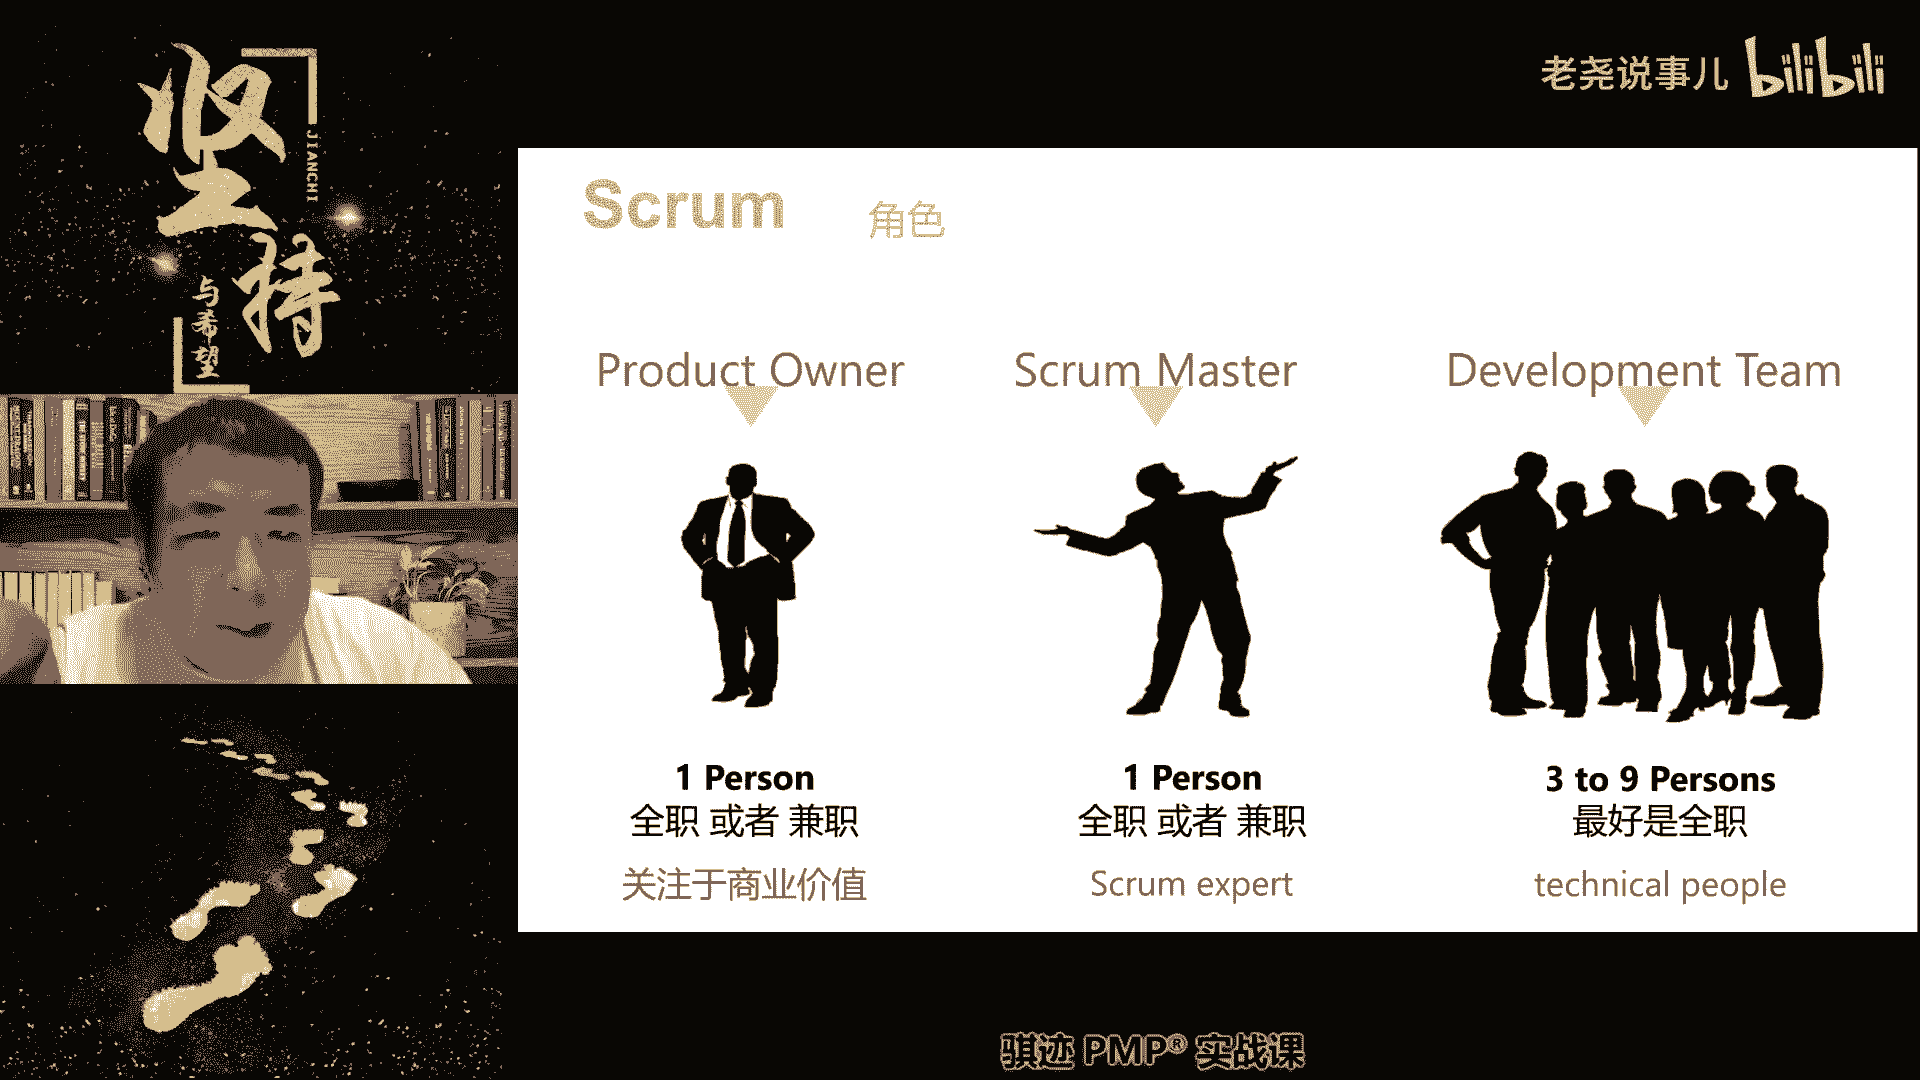 坚持
JIANCHI
与希望
老尧说事儿 bilibili
Scrum 角色
Product Owner
Scrum Master
Development Team
1 Person
全职 或者 兼职
关注于商业价值
1 Person
全职 或者 兼职
Scrum expert
3 to 9 Persons
最好是全职
technical people
骐迹 PMP® 实战课